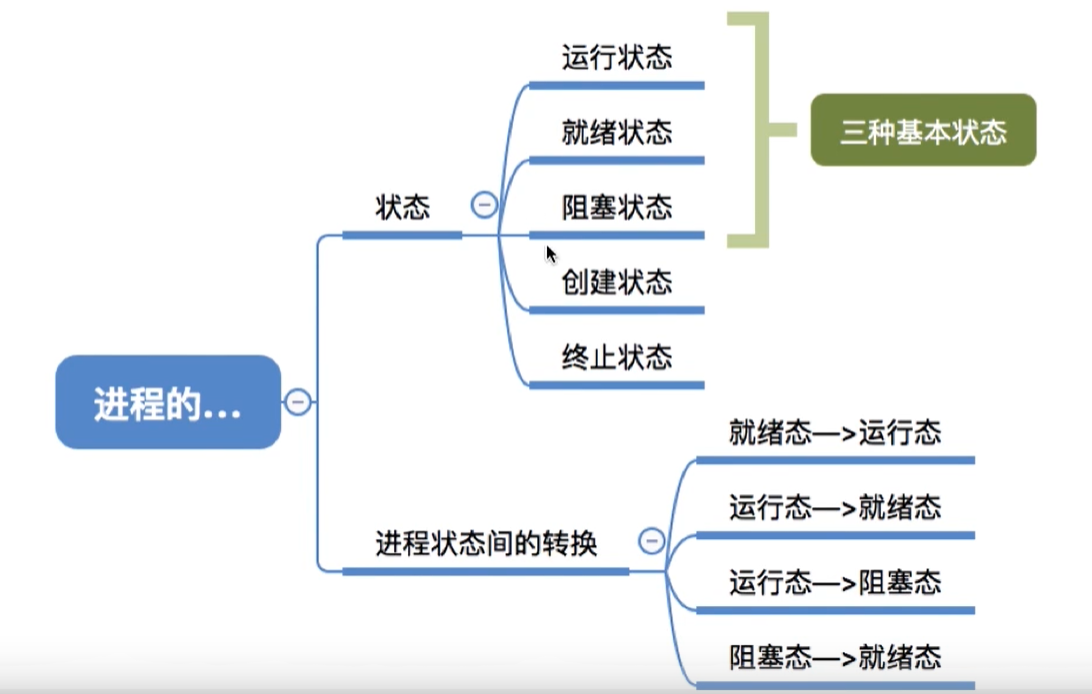 运行状态
就绪状态
三种基本状态
状态
阻塞状态
创建状态
终止状态
进程的...
就绪态—>运行态
运行态—>就绪态
进程状态间的转换
运行态—>阻塞态
阻塞态—>就绪态